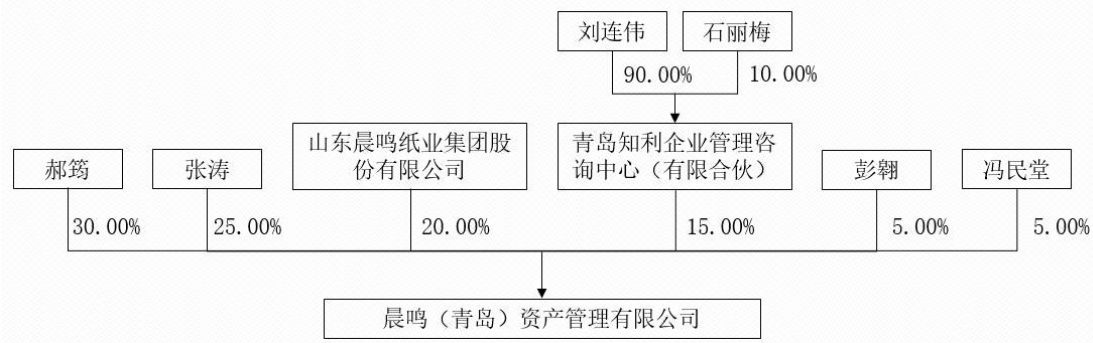 刘连伟
石丽梅
90.00%
10.00%
郝筠
张涛
山东晨鸣纸业集团股
份有限公司
青岛知利企业管理咨
询中心（有限合伙）
彭翱
冯民堂
30.00%
25.00%
20.00%
15.00%
5.00%
5.00%
晨鸣（青岛）资产管理有限公司